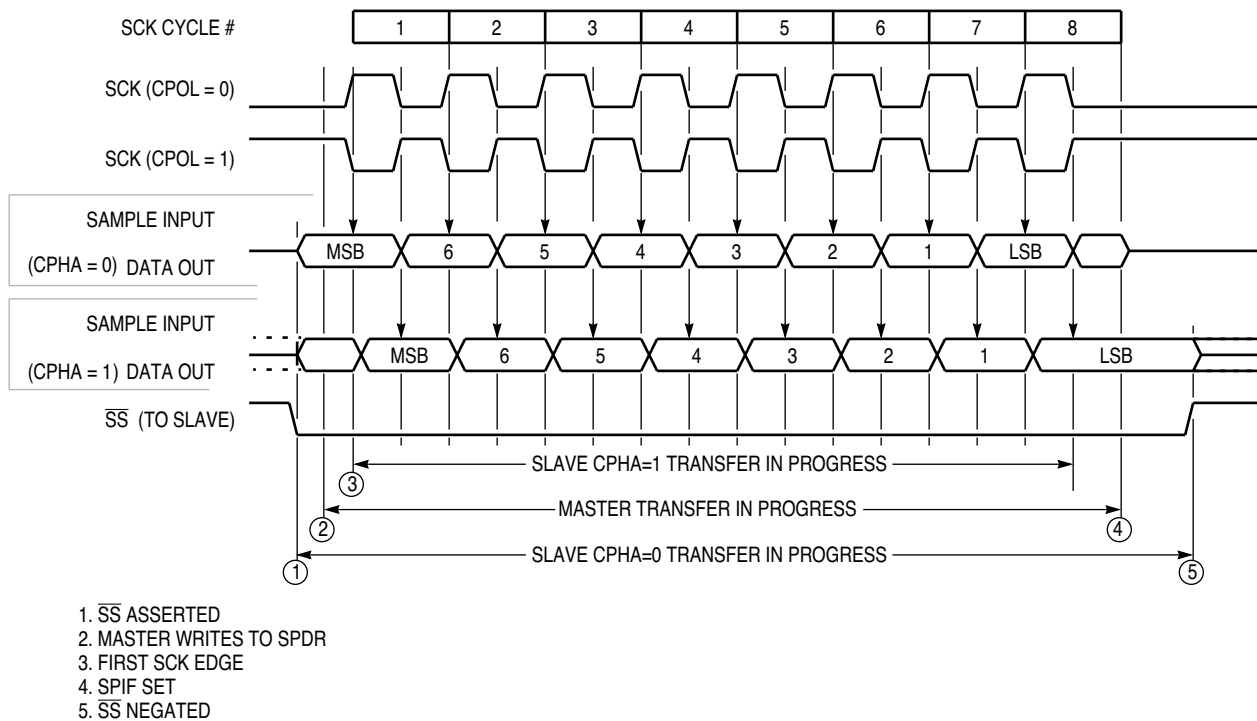 SCK CYCLE # 1 2 3 4 5 6 7 8
SCK (CPOL = 0)
SCK (CPOL = 1)
SAMPLE INPUT
(CPHA = 0) DATA OUT MSB 6 5 4 3 2 1 LSB
SAMPLE INPUT
(CPHA = 1) DATA OUT MSB 6 5 4 3 2 1 LSB
SS (TO SLAVE)
SLAVE CPHA=1 TRANSFER IN PROGRESS
3
MASTER TRANSFER IN PROGRESS
2 4
SLAVE CPHA=0 TRANSFER IN PROGRESS
1 5
1. SS ASSERTED
2. MASTER WRITES TO SPDR
3. FIRST SCK EDGE
4. SPIF SET
5. SS NEGATED